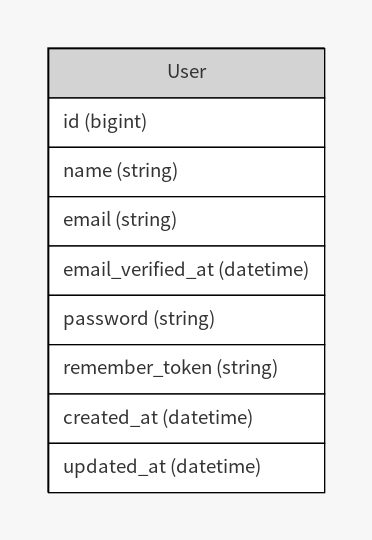 User
id (bigint)
name (string)
email (string)
email_verified_at (datetime)
password (string)
remember_token (string)
created_at (datetime)
updated_at (datetime)